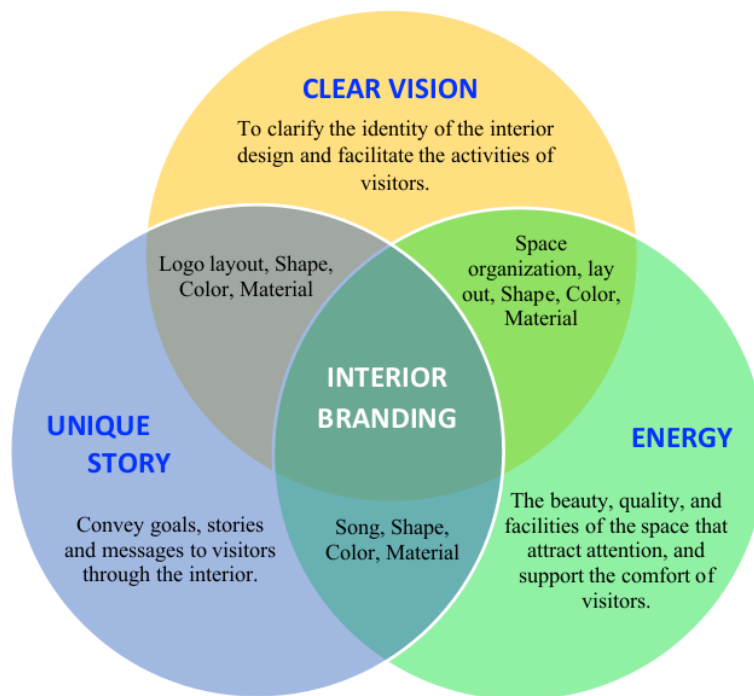 CLEAR VISION
To clarify the identity of the interior
design and facilitate the activities of
visitors.
Logo layout, Shape,
Color, Material
Space
organization, lay
out, Shape, Color,
Material
INTERIOR
BRANDING
UNIQUE
STORY
Convey goals, stories
and messages to visitors
through the interior.
Song, Shape,
Color, Material
ENERGY
The beauty, quality, and
facilities of the space that
attract attention, and
support the comfort of
visitors.